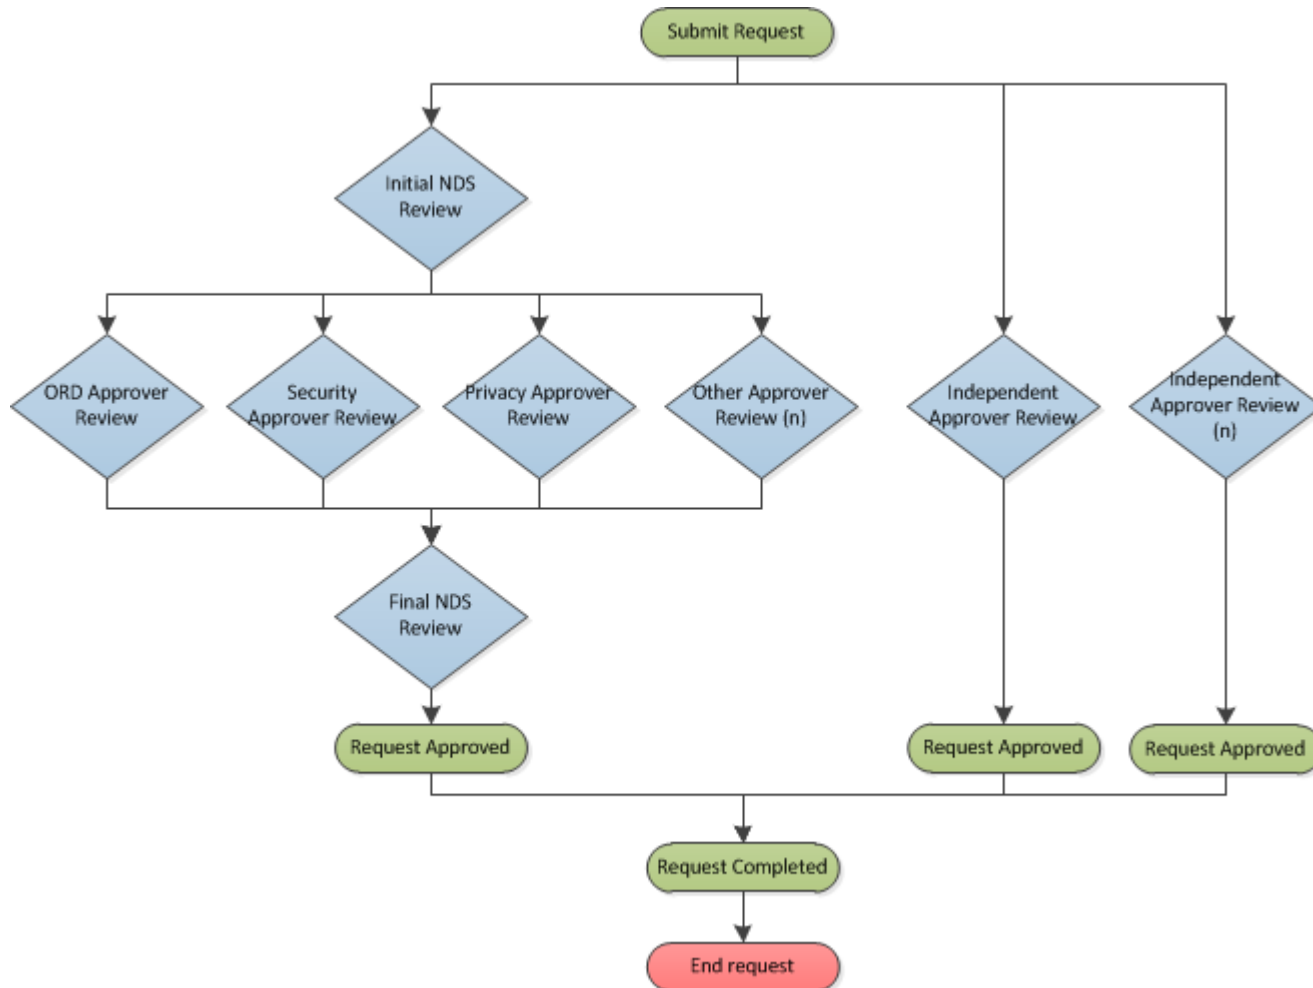 Submit Request
Initial NDS
Review
ORD Approver
Review
Security
Approver Review
Privacy Approver
Review
Other Approver
Review (n)
Independent
Approver Review
Independent
Approver Review
(n)
Final NDS
Review
Request Approved
Request Approved
Request Approved
Request Completed
End request